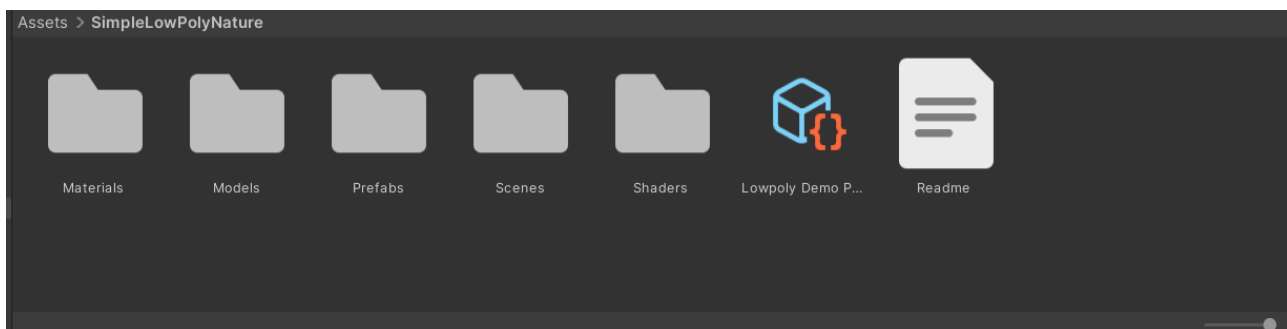 Assets > SimpleLowPolyNature
Materials Models Prefabs Scenes Shaders Lowpoly Demo P... Readme